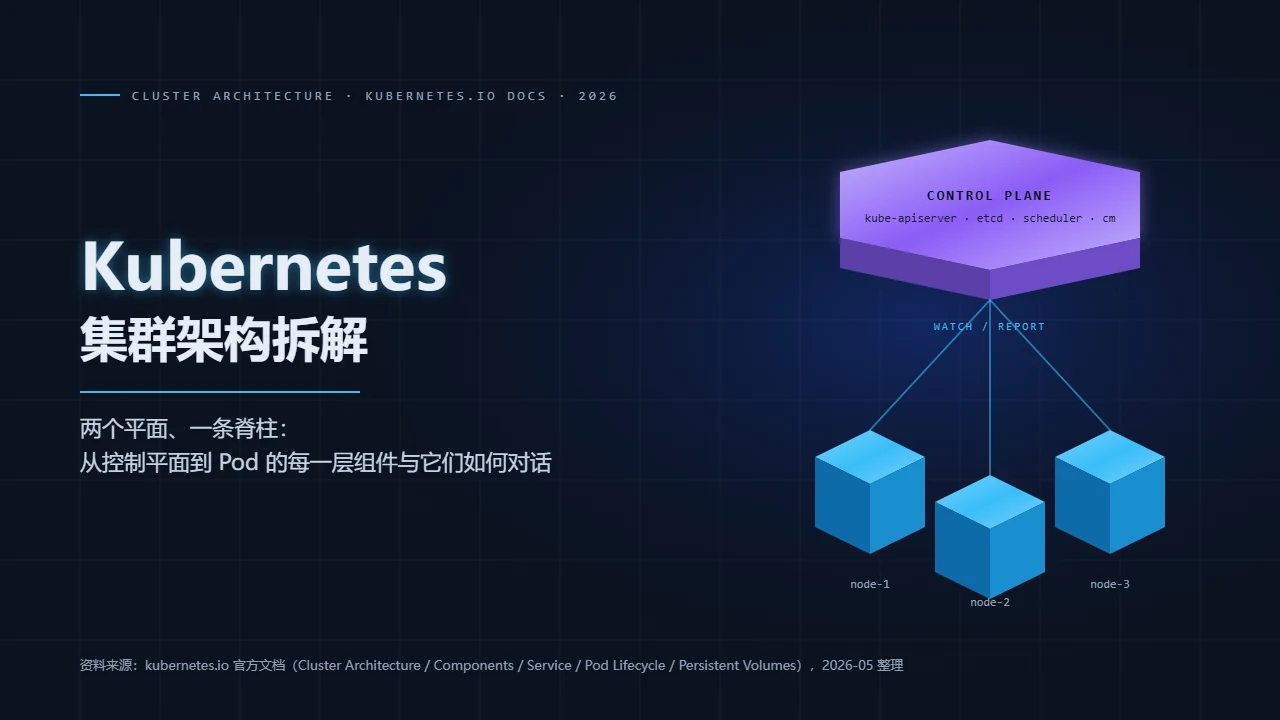 CLUSTER ARCHITECTURE · KUBERNETES.IO DOCS · 2026
Kubernetes
集群架构拆解
两个平面、一条脊柱：
从控制平面到 Pod 的每一层组件与它们如何对话
CONTROL PLANE
kube-apiserver · etcd · scheduler · cm
WATCH / REPORT
node-1
node-2
node-3
资料来源：kubernetes.io 官方文档（Cluster Architecture / Components / Service / Pod Lifecycle / Persistent Volumes），2026-05 整理